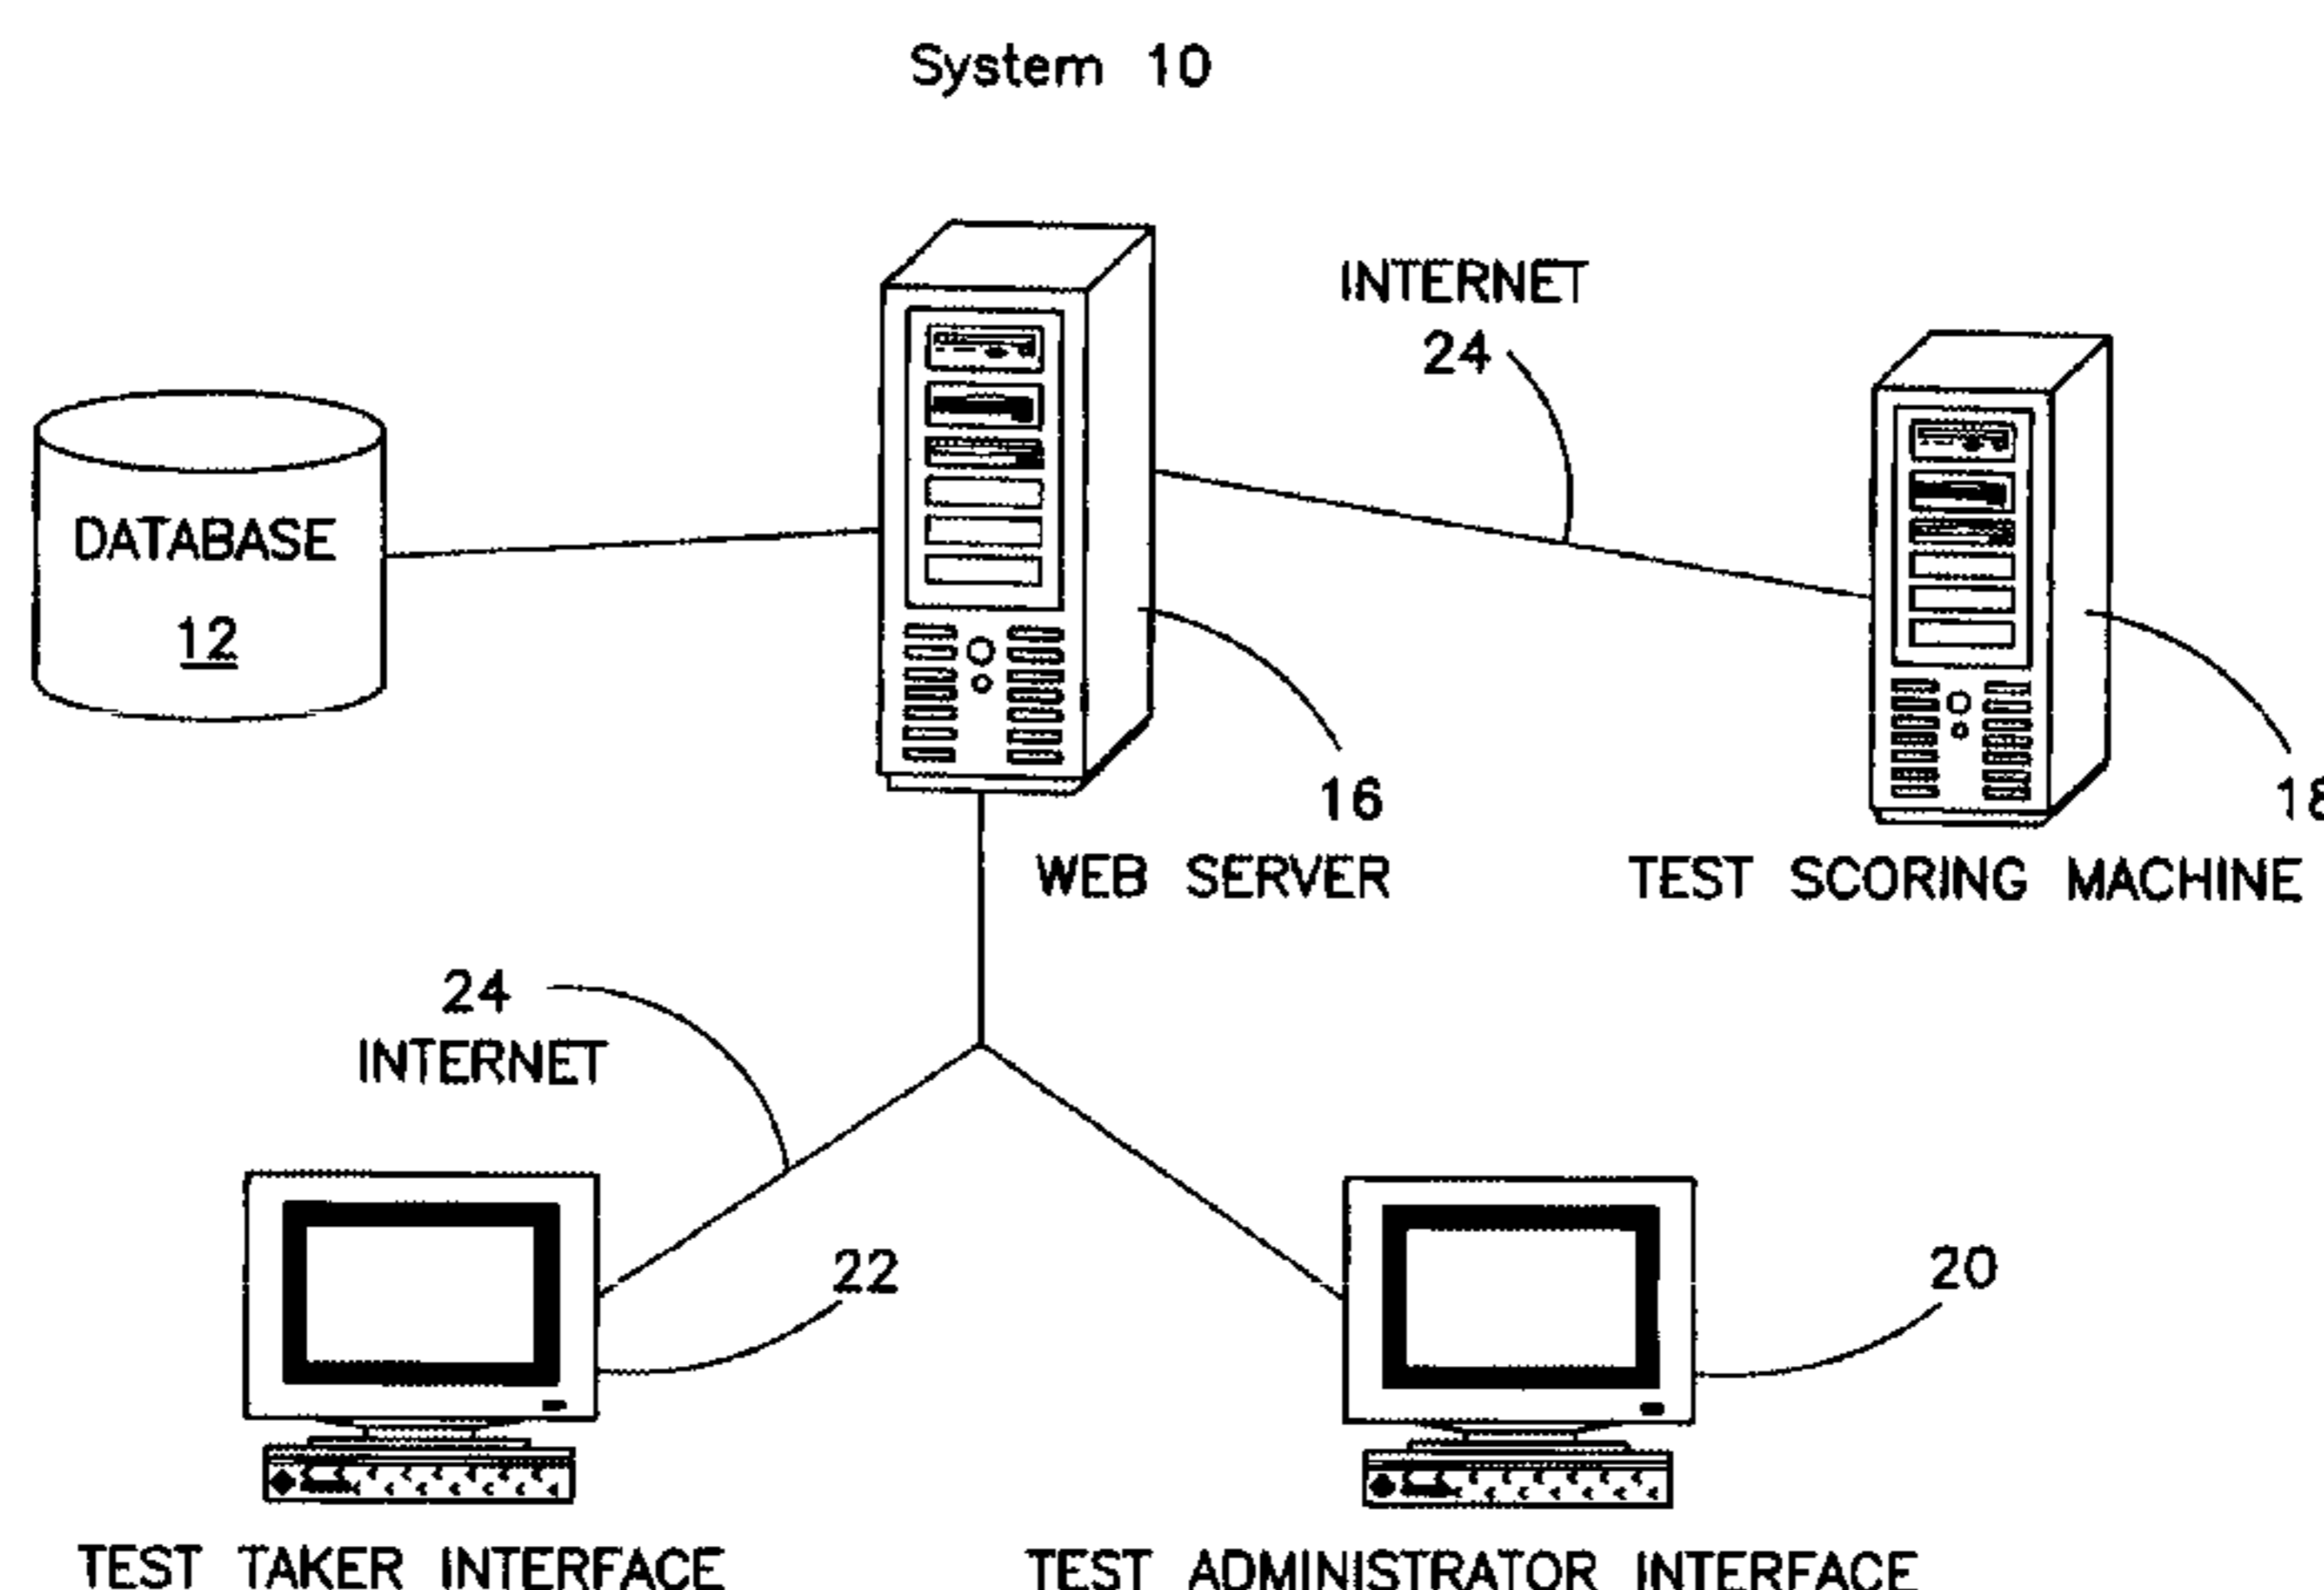 System 10
INTERNET
24
DATABASE
12
16
WEB SERVER
18
TEST SCORING MACHINE
24
INTERNET
22
20
TEST TAKER INTERFACE
TEST ADMINISTRATOR INTERFACE